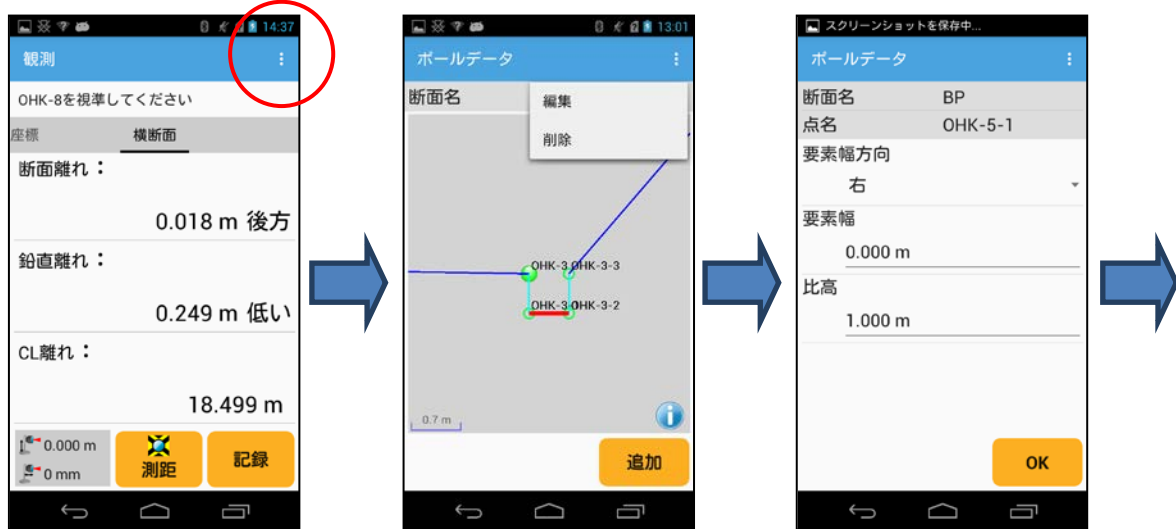 14:37
観測
OHK-8を視準してください
座標 横断面
断面離れ：
0.018 m 後方
鉛直離れ：
0.249 m 低い
CL離れ：
18.499 m
0.000 m
0 mm
測距
記録
13:01
ポールデータ
断面名
編集
削除
OHK-3 OHK-3-3
OHK-3 OHK-3-2
0.7 m
追加
スクリーンショットを保存中...
ポールデータ
断面名 BP
点名 OHK-5-1
要素幅方向
右
要素幅
0.000 m
比高
1.000 m
OK